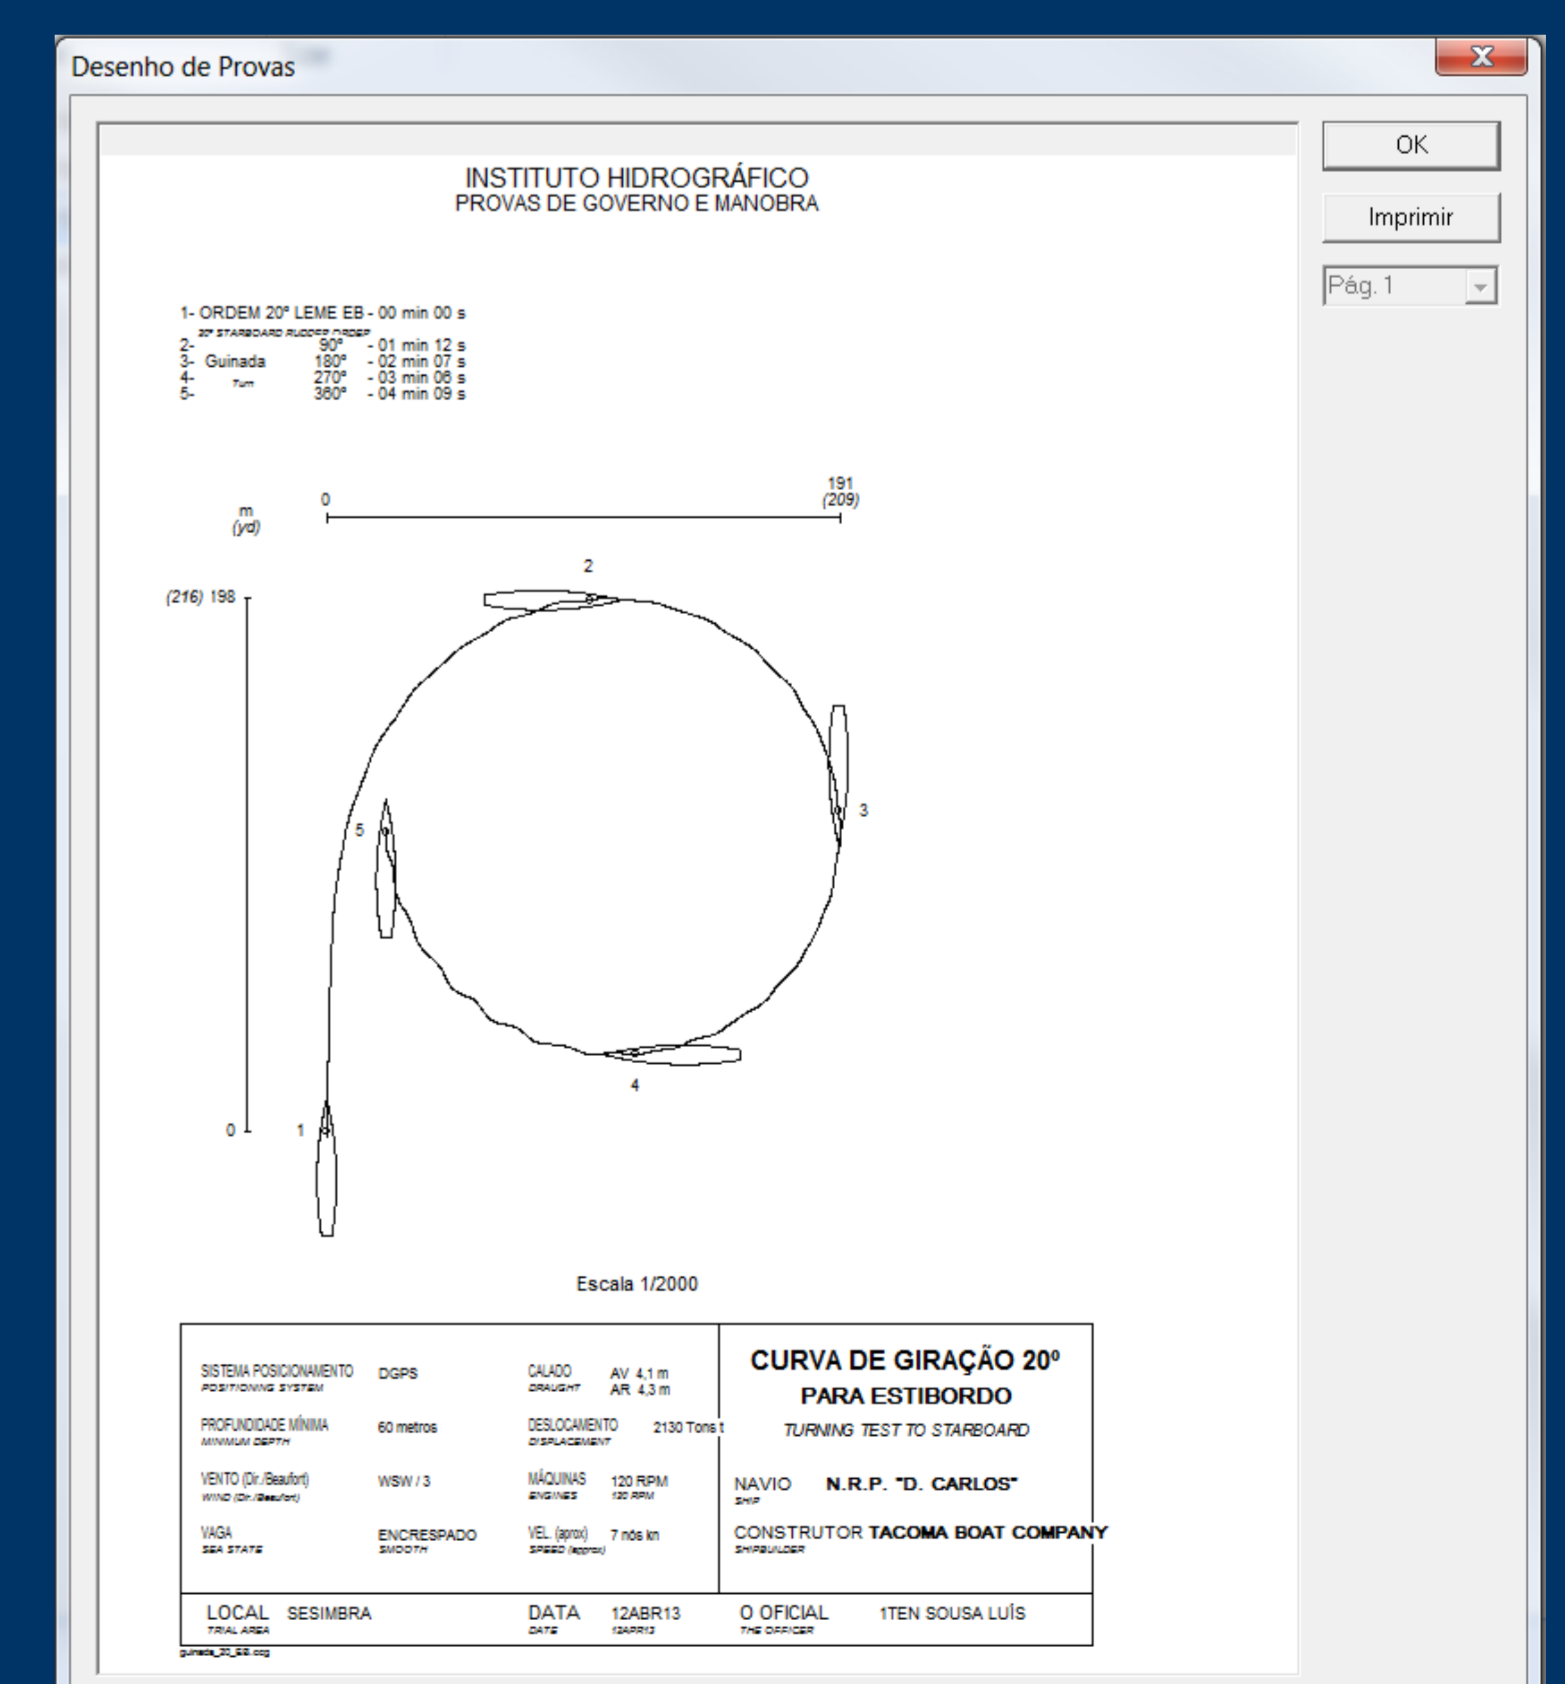 Desenho de Provas
X
OK
Imprimir
Pág. 1
INSTITUTO HIDROGRÁFICO
PROVAS DE GOVERNO E MANOBRA
1- ORDEM 20º LEME EB - 00 min 00 s
20º STARBOARD RUDDER ORDER
2- 90º - 01 min 12 s
3- Guinada 180º - 02 min 07 s
4- Turn 270º - 03 min 06 s
5- 360º - 04 min 09 s
m
(yd)
0
191
(209)
(216) 198
0
1
2
3
4
5
Escala 1/2000
SISTEMA POSICIONAMENTO DGPS
POSITIONING SYSTEM
PROFUNDIDADE MÍNIMA 60 metros
MINIMUM DEPTH
VENTO (Dir./Beaufort) WSW / 3
WIND (Dir./Beaufort)
VAGA ENCRESPADO
SEA STATE SMOOTH
CALADO AV 4,1 m
DRAUGHT AR 4,3 m
DESLOCAMENTO 2130 Tons t
DISPLACEMENT
MÁQUINAS 120 RPM
ENGINES 120 RPM
VEL. (aprox) 7 nós kn
SPEED (approx)
CURVA DE GIRAÇÃO 20º
PARA ESTIBORDO
TURNING TEST TO STARBOARD
NAVIO N.R.P. "D. CARLOS"
SHIP
CONSTRUTOR TACOMA BOAT COMPANY
SHIPBUILDER
LOCAL SESIMBRA
TRIAL AREA
DATA 12ABR13
DATE 12APR13
O OFICIAL 1TEN SOUSA LUÍS
THE OFFICER
guinada_20_EB.ccg